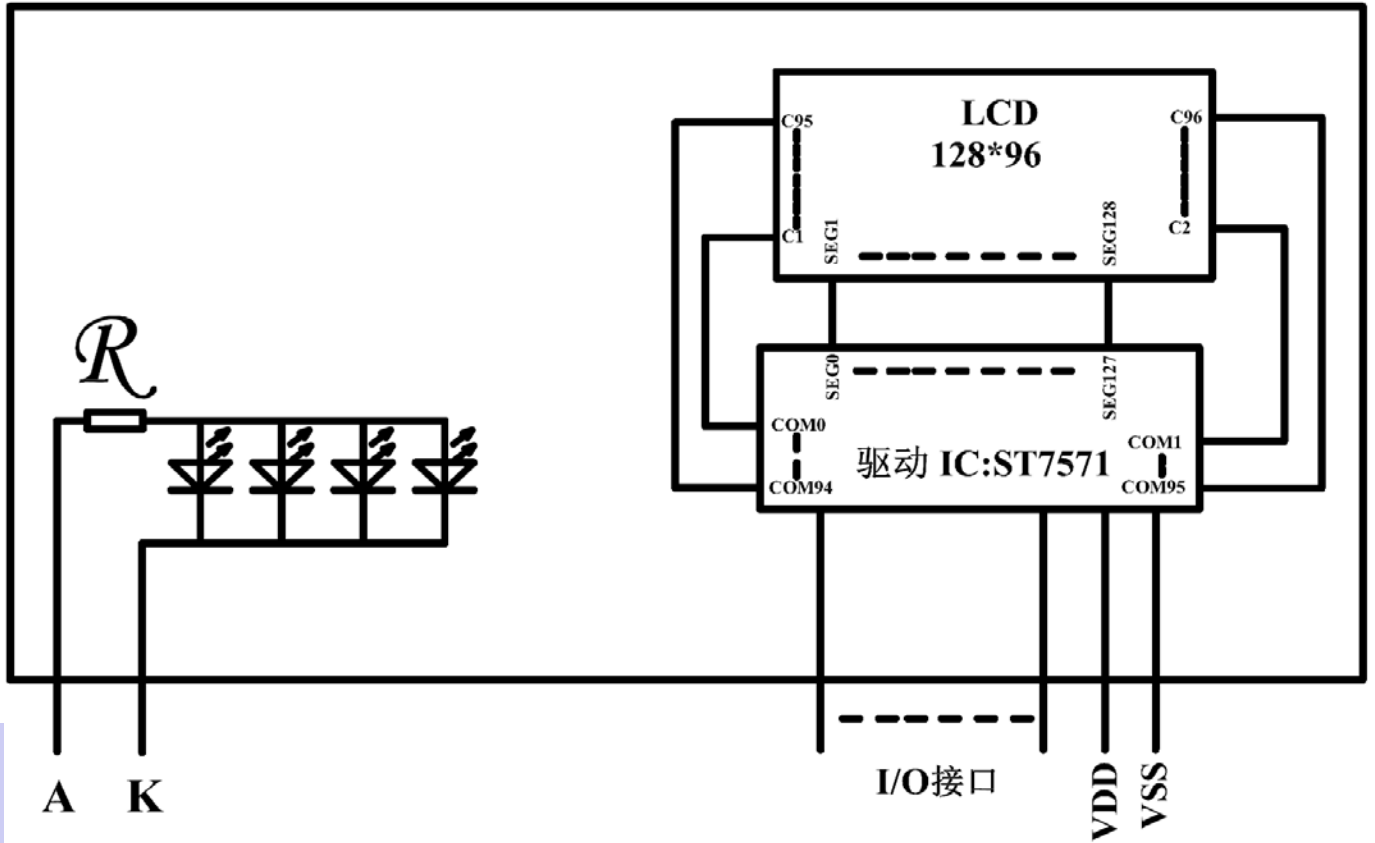 LCD
128*96
C95
C96
C1
C2
SEG1
SEG128
SEG0
SEG127
R
COM0
COM1
驱动 IC:ST7571
COM94
COM95
A
K
I/O接口
VDD
VSS